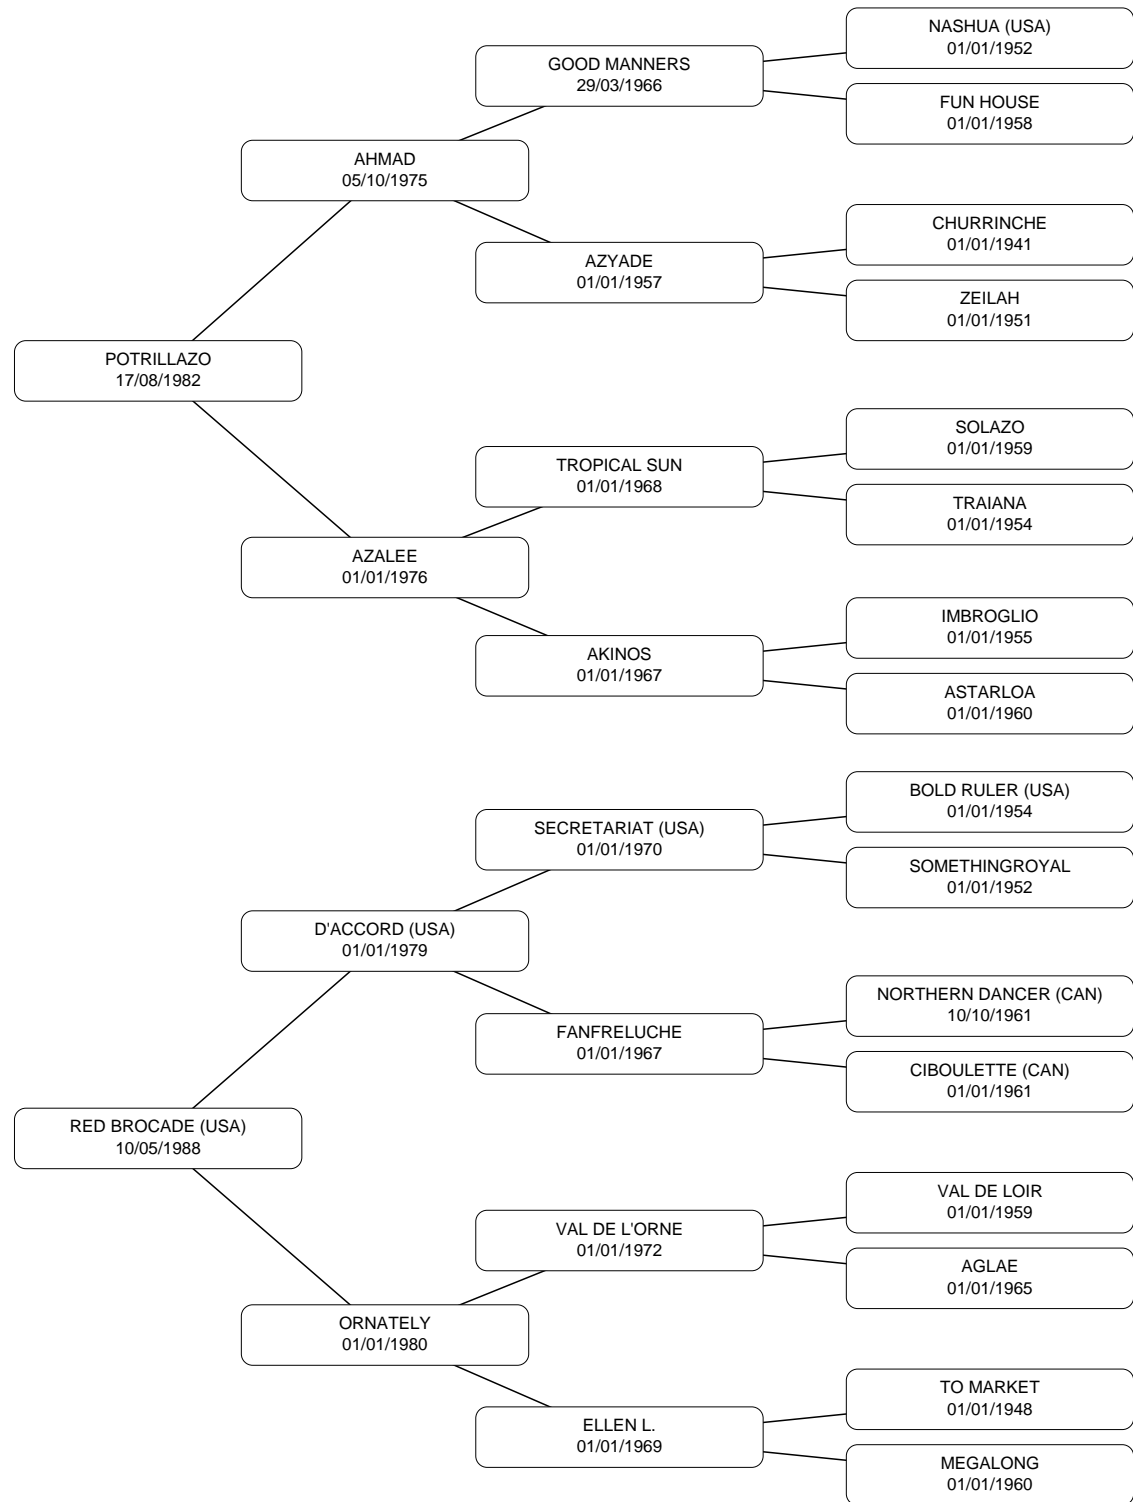 NASHUA (USA)
01/01/1952
GOOD MANNERS
29/03/1966
FUN HOUSE
01/01/1958
AHMAD
05/10/1975
CHURRINCHE
01/01/1941
AZYADE
01/01/1957
ZEILAH
01/01/1951
POTRILLAZO
17/08/1982
SOLAZO
01/01/1959
TROPICAL SUN
01/01/1968
TRAIANA
01/01/1954
AZALEE
01/01/1976
IMBROGLIO
01/01/1955
AKINOS
01/01/1967
ASTARLOA
01/01/1960
BOLD RULER (USA)
01/01/1954
SECRETARIAT (USA)
01/01/1970
SOMETHINGROYAL
01/01/1952
D'ACCORD (USA)
01/01/1979
NORTHERN DANCER (CAN)
10/10/1961
FANFRELUCHE
01/01/1967
CIBOULETTE (CAN)
01/01/1961
RED BROCADE (USA)
10/05/1988
VAL DE LOIR
01/01/1959
VAL DE L'ORNE
01/01/1972
AGLAE
01/01/1965
ORNATELY
01/01/1980
TO MARKET
01/01/1948
ELLEN L.
01/01/1969
MEGALONG
01/01/1960